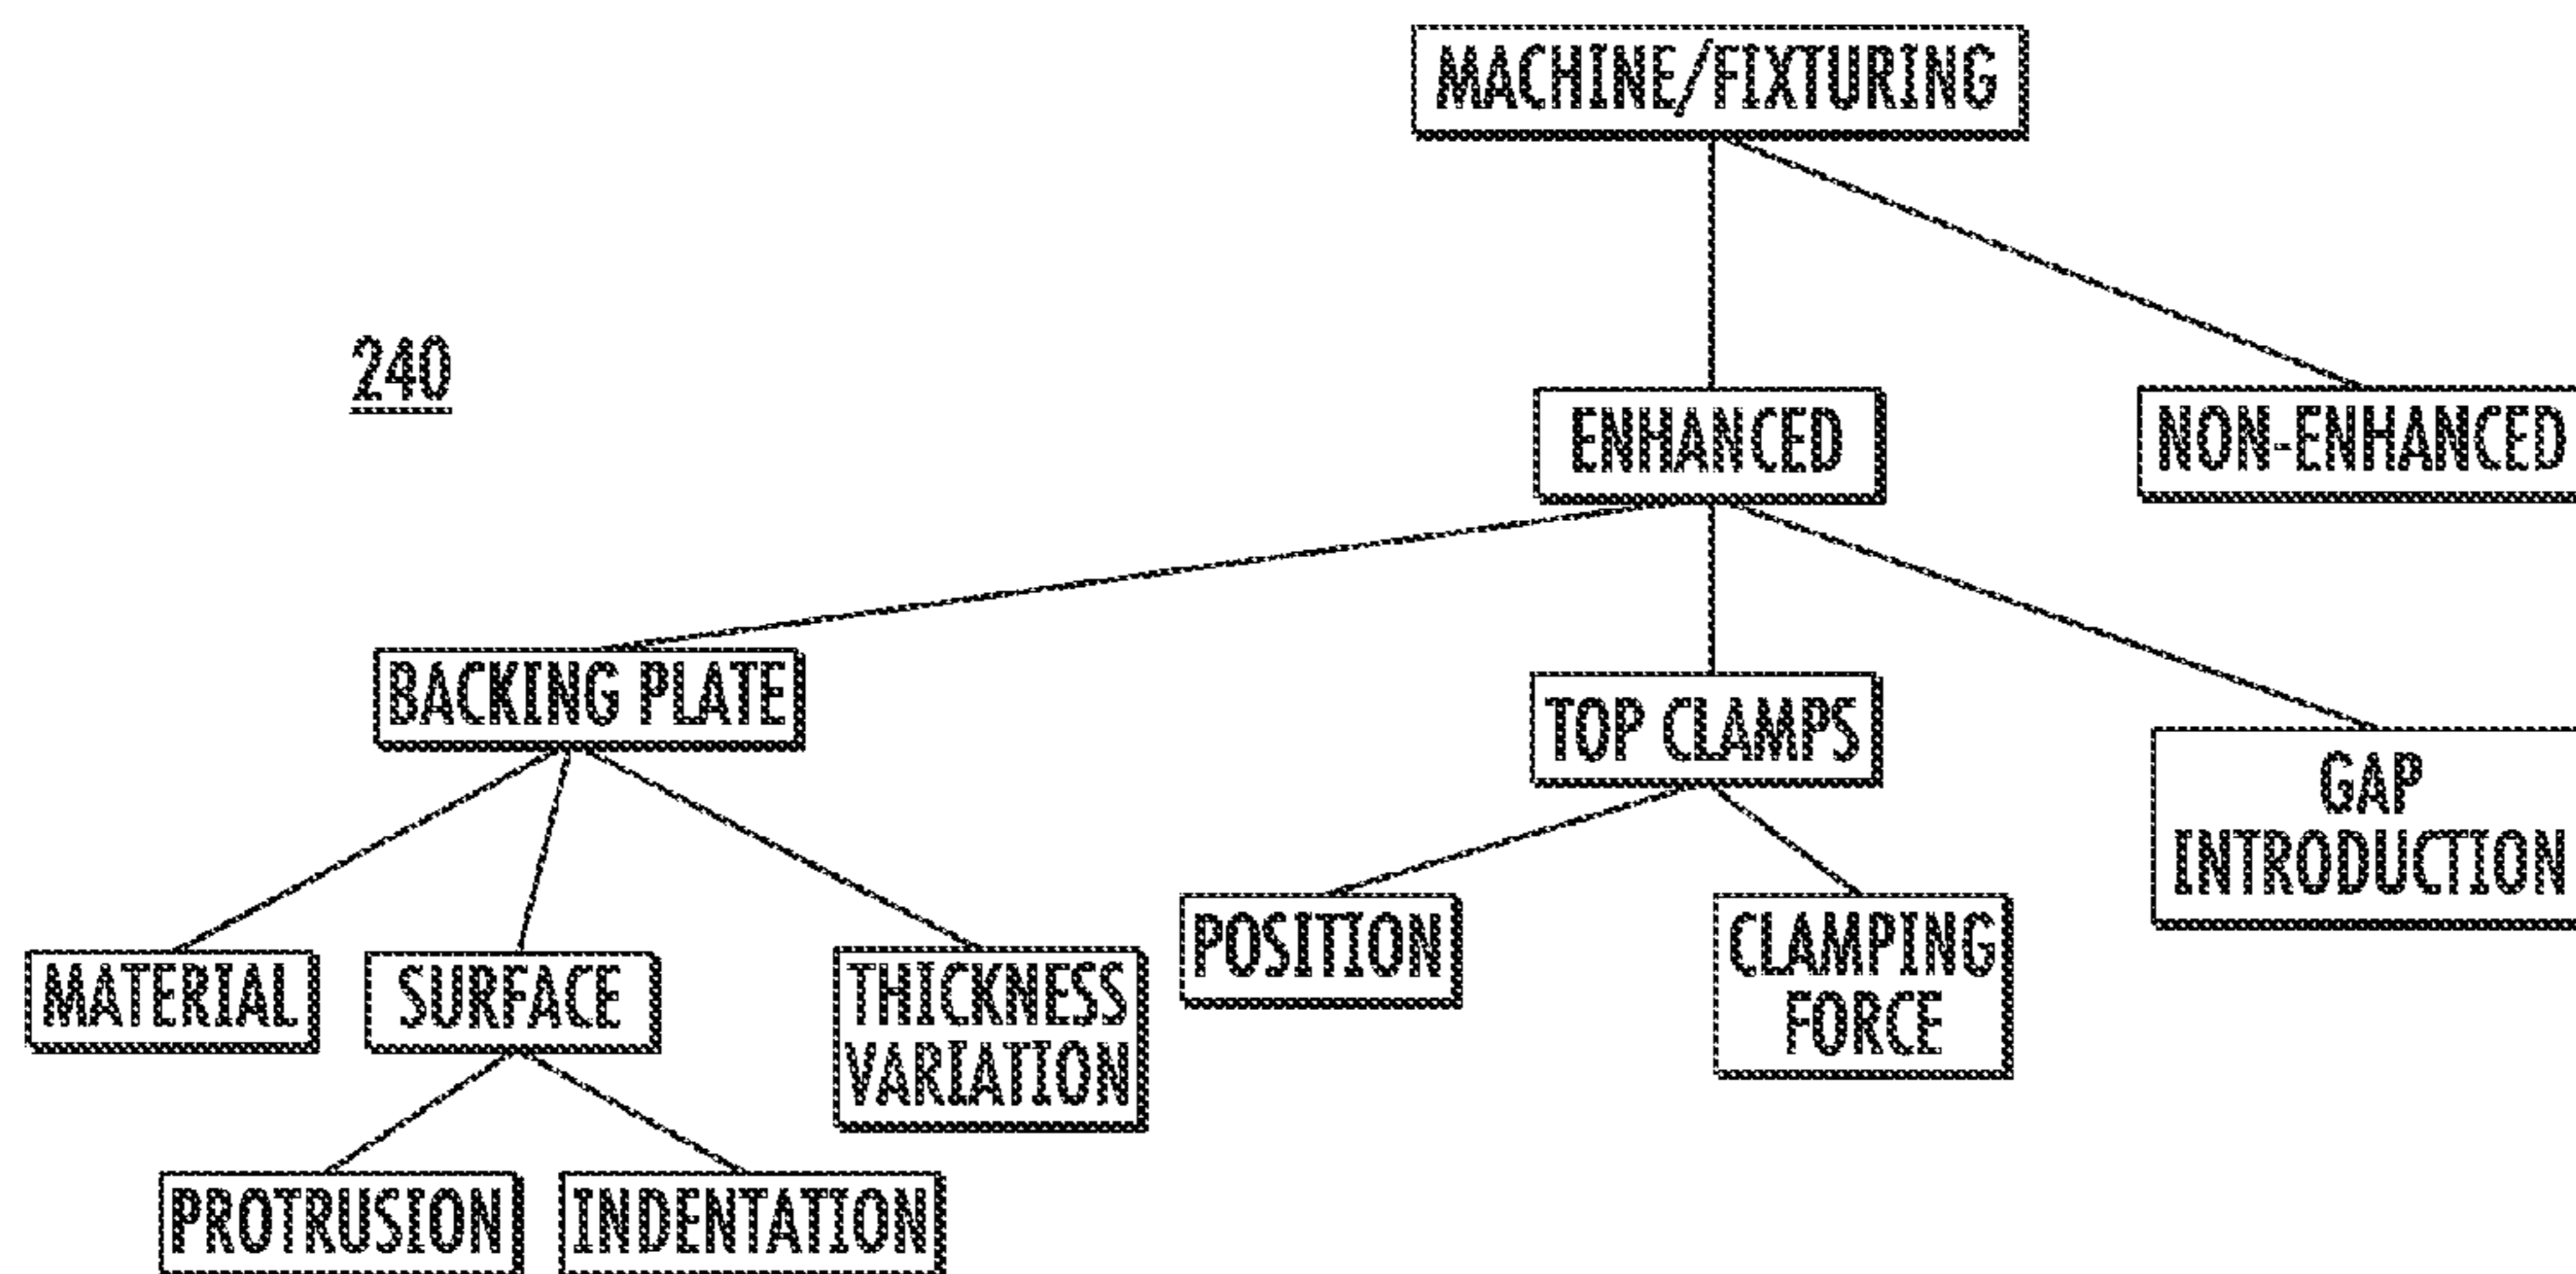 MACHINE/FIXTURING
240
ENHANCED
NON-ENHANCED
BACKING PLATE
TOP CLAMPS
GAP
INTRODUCTION
POSITION
CLAMPING
FORCE
MATERIAL
SURFACE
THICKNESS
VARIATION
PROTRUSION
INDENTATION